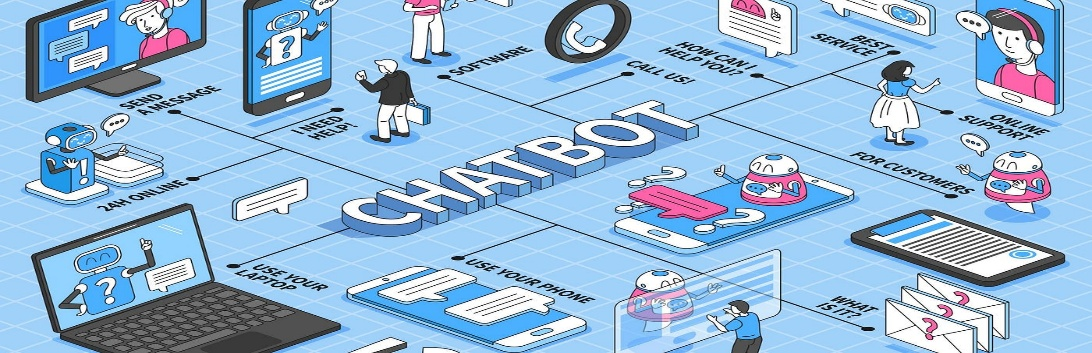 SEND
A MESSAGE
?
I NEED
HELP!
SOFTWARE
CALL US!
HOW CAN I
HELP YOU?
BEST
SERVICE!
ONLINE
SUPPORT
FOR CUSTOMERS
!
24H ONLINE
CHATBOT
? ?
?
USE YOUR
LAPTOP
USE YOUR PHONE
WHAT
IS IT?
?
?
?